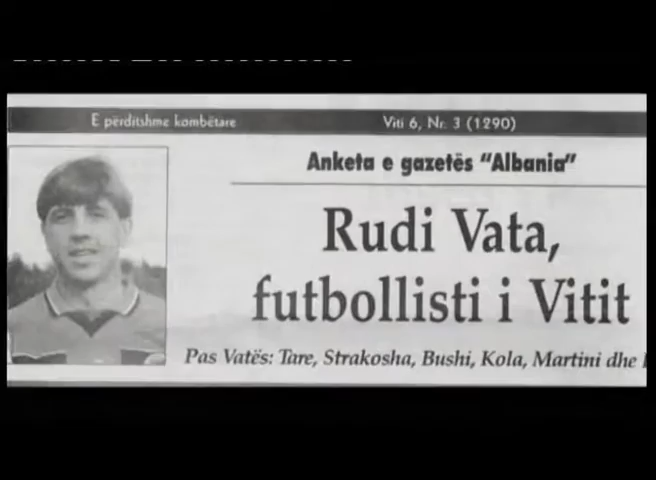 E përditshme kombëtare
Viti 6, Nr. 3 (1290)
Anketa e gazetës "Albania"
Rudi Vata,
futbollisti i Vitit
Pas Vatës: Tare, Strakosha, Bushi, Kola, Martini dhe